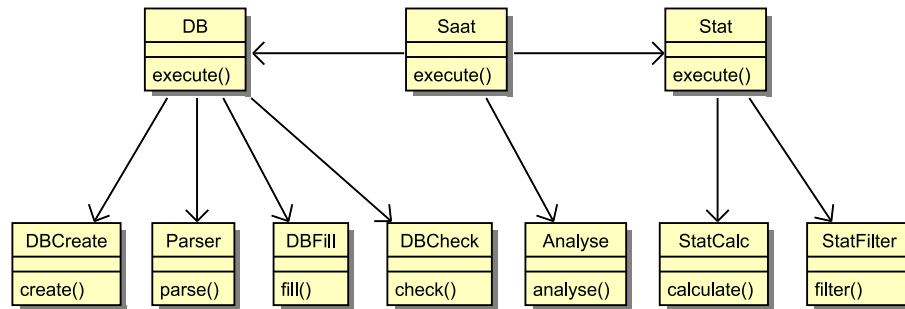 DB
Saat
Stat
execute()
execute()
execute()
DBCreate
Parser
DBFill
DBCheck
Analyse
StatCalc
StatFilter
create()
parse()
fill()
check()
analyse()
calculate()
filter()